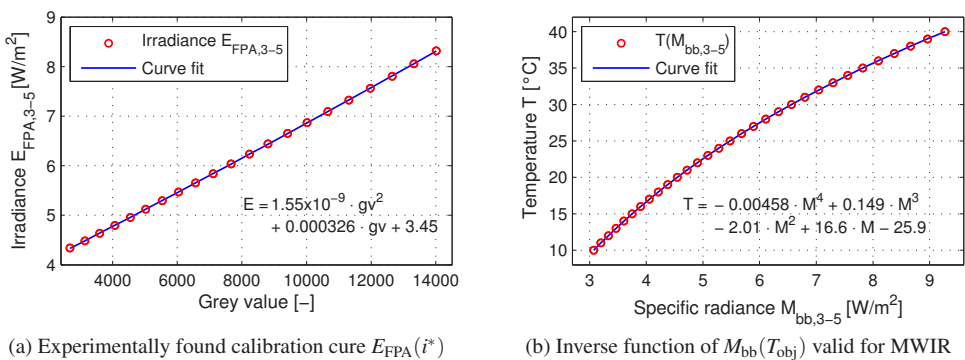 9
8
7
6
5
4
Irradiance E_FPA,3−5 [W/m²]
Irradiance E_FPA,3−5
Curve fit
E = 1.55x10⁻⁹ · gv²
+ 0.000326 · gv + 3.45
4000 6000 8000 10000 12000 14000
Grey value [−]
(a) Experimentally found calibration cure E_FPA(i*)
40
35
30
25
20
15
10
Temperature T [°C]
T(M_bb,3−5)
Curve fit
T = − 0.00458 · M⁴ + 0.149 · M³
− 2.01 · M² + 16.6 · M − 25.9
3 4 5 6 7 8 9
Specific radiance M_bb,3−5 [W/m²]
(b) Inverse function of M_bb(T_obj) valid for MWIR